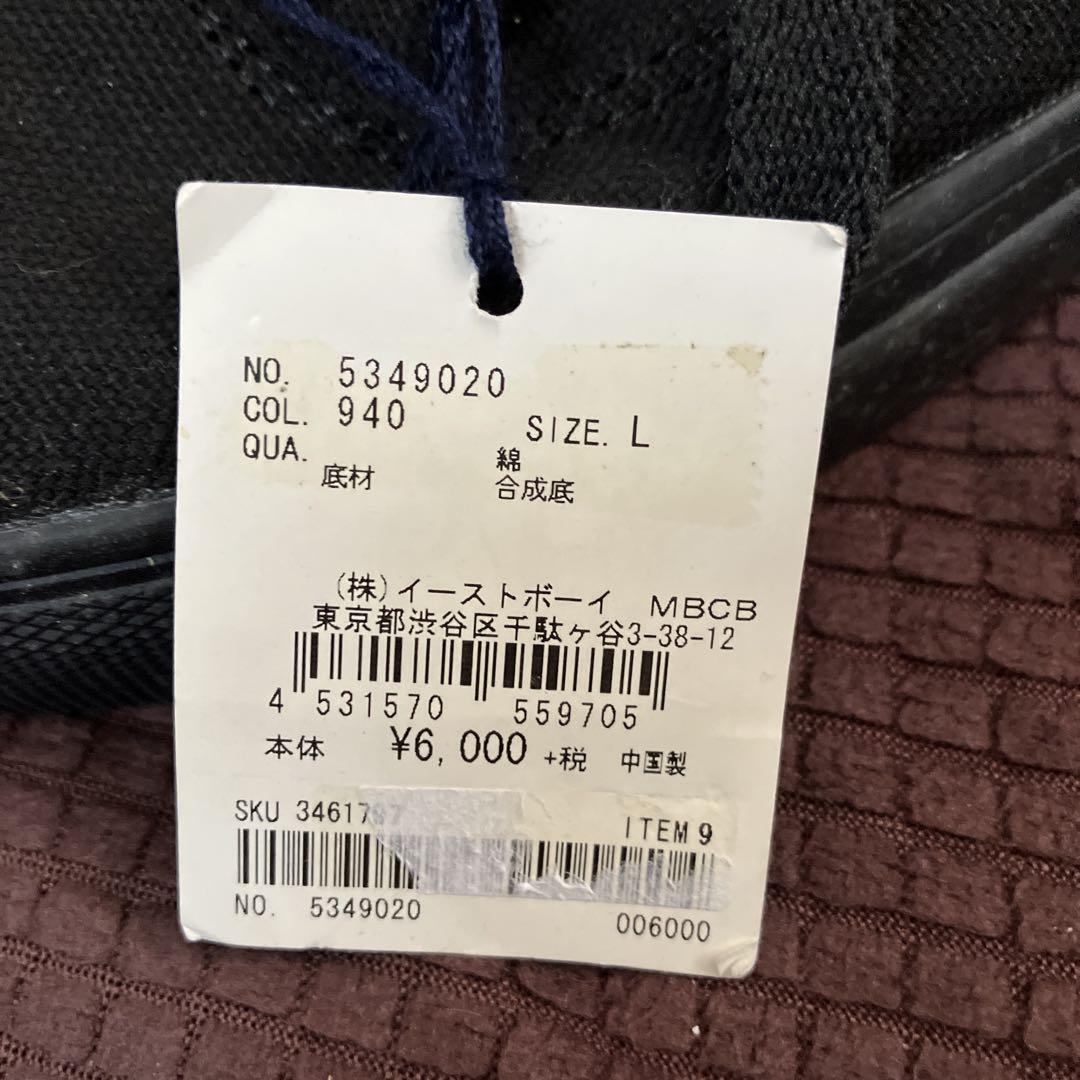 NO. 5349020
COL. 940 SIZE. L
QUA. 綿
底材 合成底
(株)イーストボーイ MBCB
東京都渋谷区千駄ヶ谷3-38-12
4 531570 559705
本体 ¥6,000 +税 中国製
SKU ITEM 9
NO. 5349020 006000